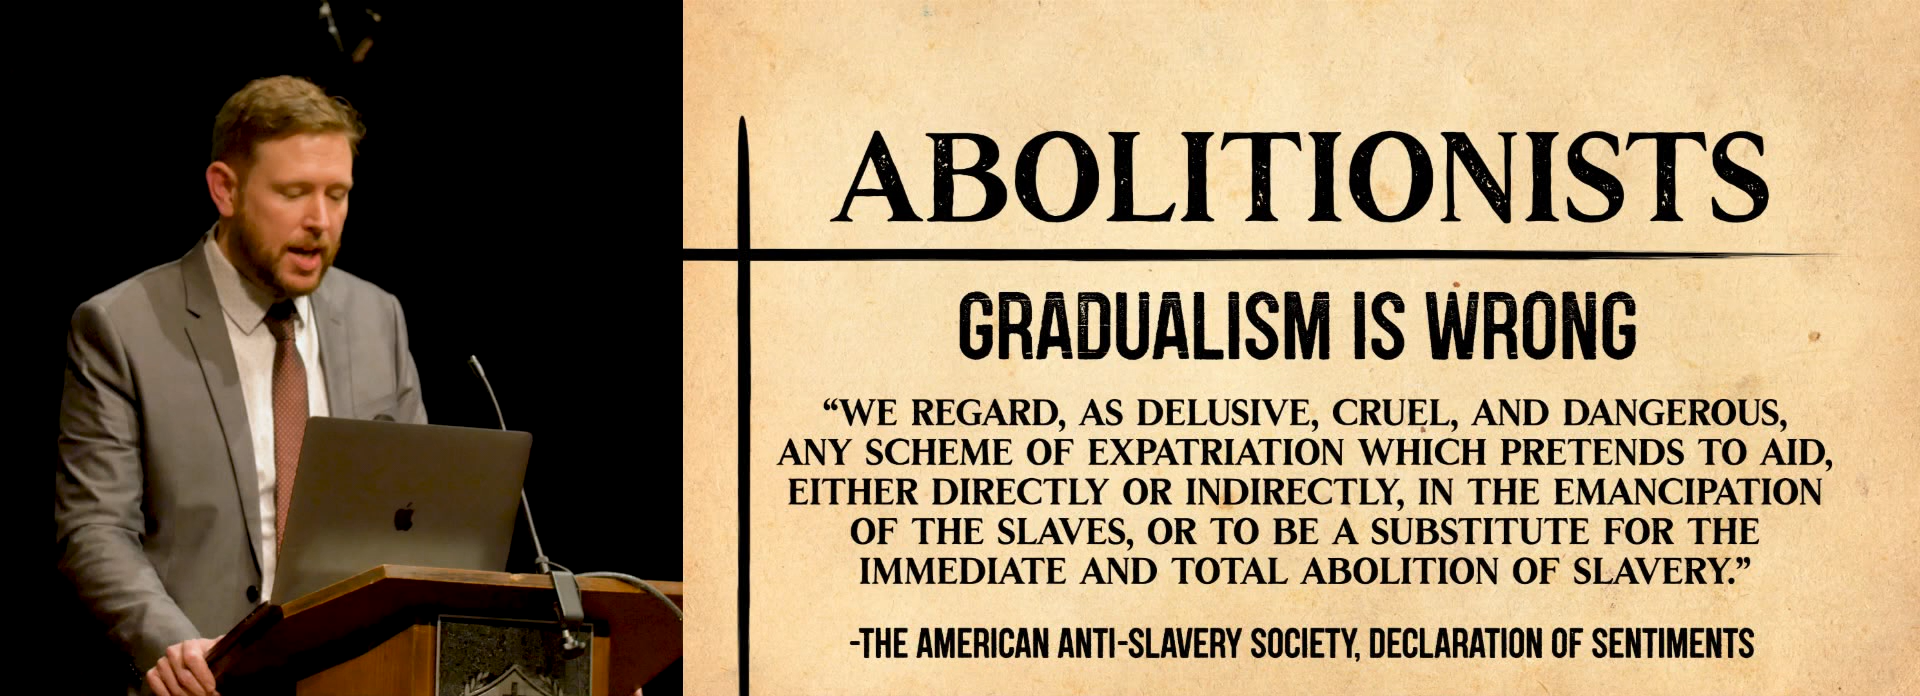 ABOLITIONISTS
GRADUALISM IS WRONG
“WE REGARD, AS DELUSIVE, CRUEL, AND DANGEROUS,
ANY SCHEME OF EXPATRIATION WHICH PRETENDS TO AID,
EITHER DIRECTLY OR INDIRECTLY, IN THE EMANCIPATION
OF THE SLAVES, OR TO BE A SUBSTITUTE FOR THE
IMMEDIATE AND TOTAL ABOLITION OF SLAVERY.”
-THE AMERICAN ANTI-SLAVERY SOCIETY, DECLARATION OF SENTIMENTS